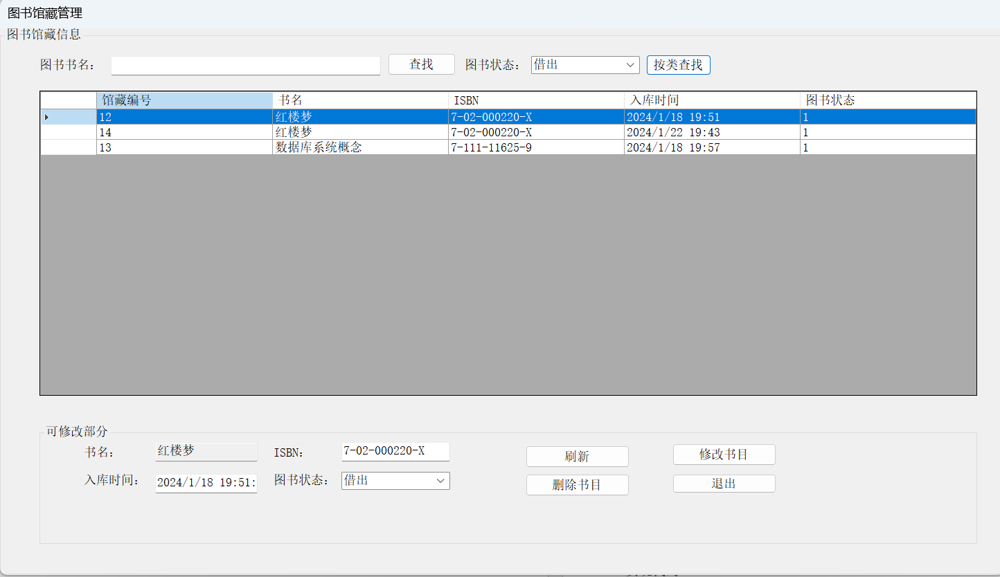 图书馆藏管理
图书馆藏信息
图书书名: 查找 图书状态: 借出 按类查找
馆藏编号 书名 ISBN 入库时间 图书状态
12 红楼梦 7-02-000220-X 2024/1/18 19:51 1
14 红楼梦 7-02-000220-X 2024/1/22 19:43 1
13 数据库系统概念 7-111-11625-9 2024/1/18 19:57 1
可修改部分
书名: 红楼梦 ISBN: 7-02-000220-X 刷新 修改书目
入库时间: 2024/1/18 19:51: 图书状态: 借出 删除书目 退出